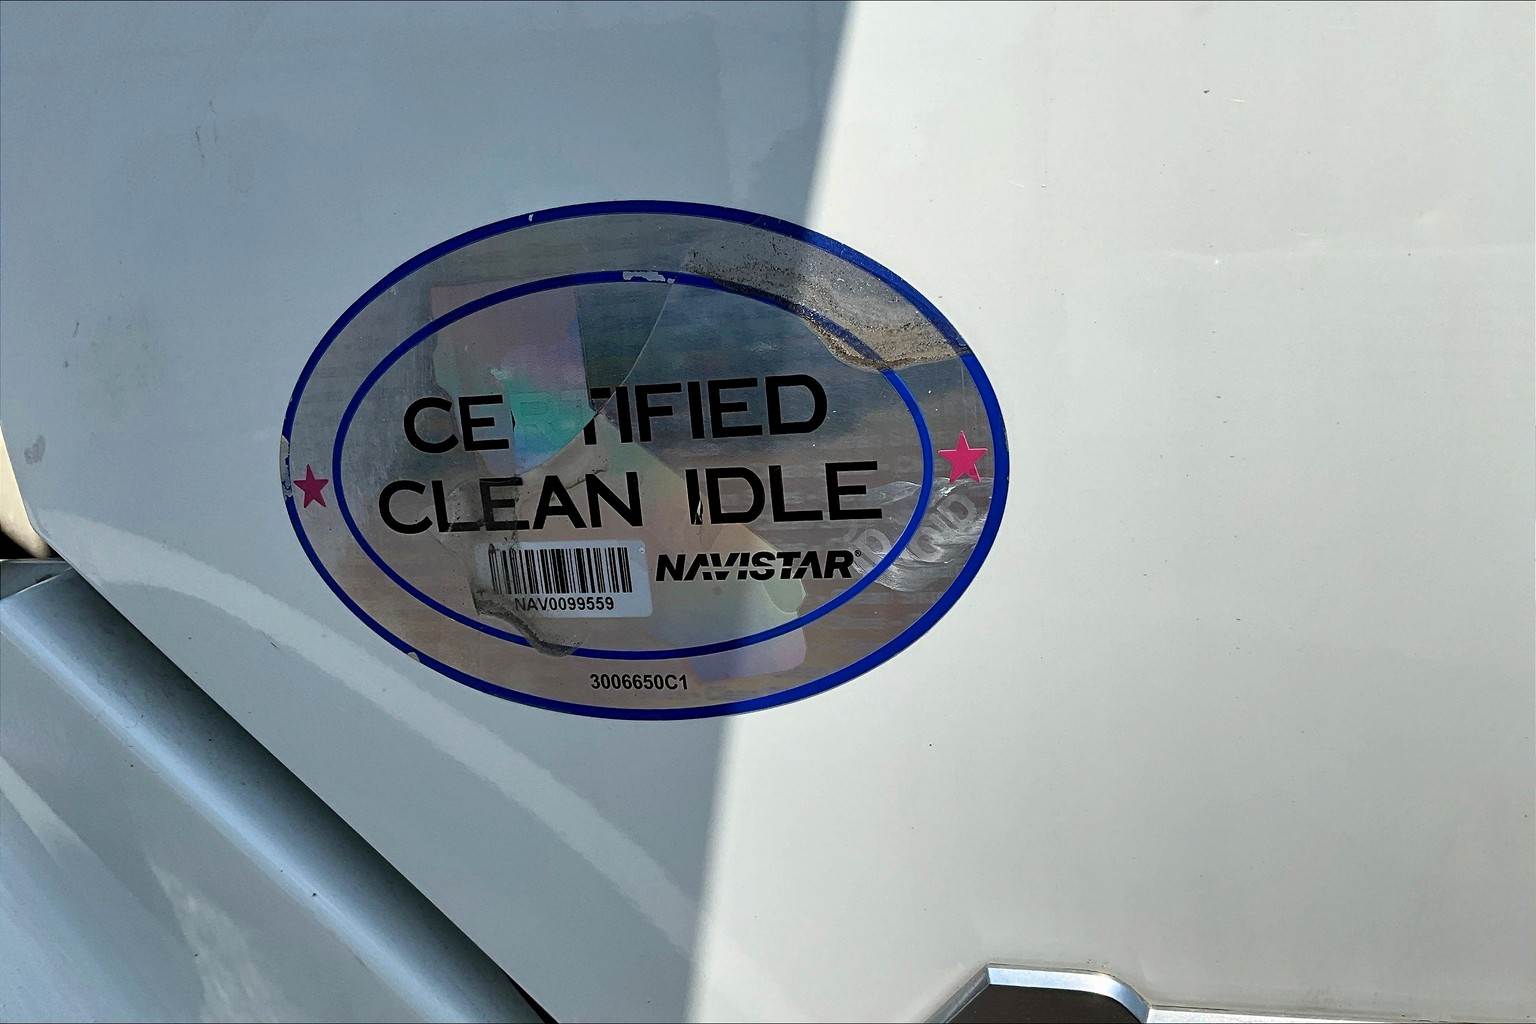 CERTIFIED
CLEAN IDLE
NAVISTAR®
NAV0099559
3006650C1